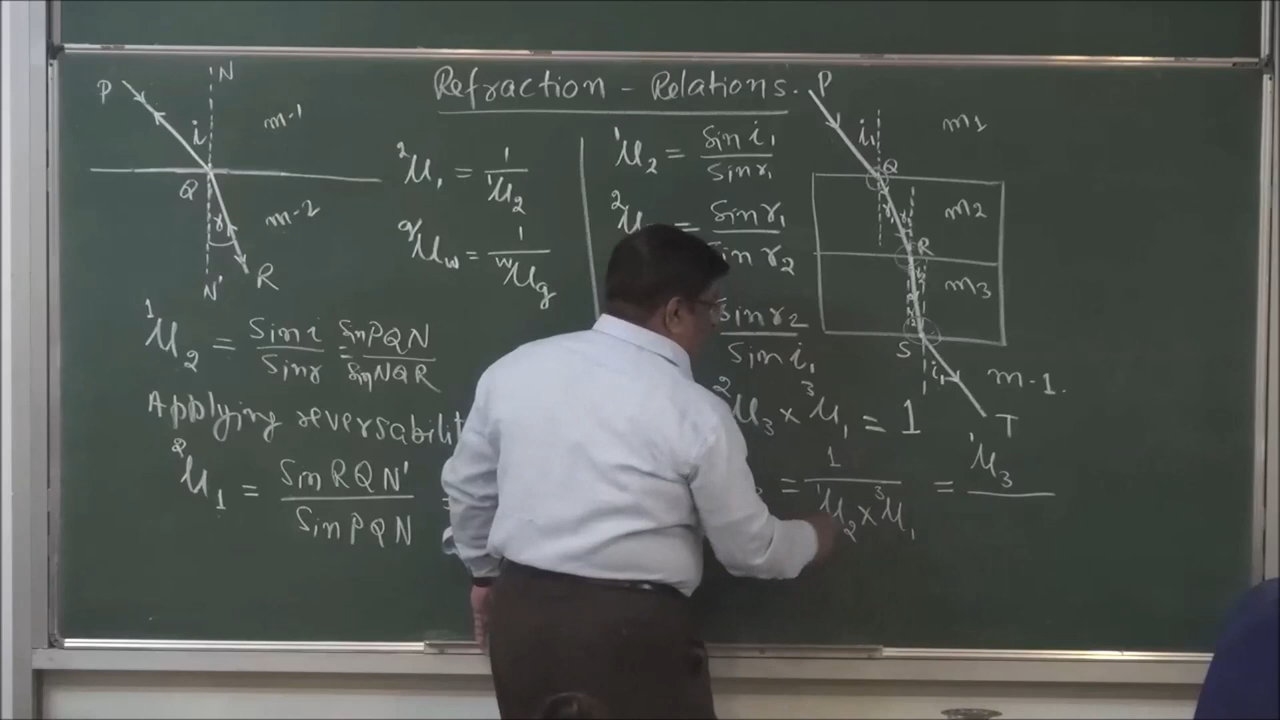 Refraction - Relations.
P
N
i
m-1
Q
r
m-2
R
N'
²μ₁ = 1/¹μ₂
ᵍμw = 1/ʷμg
¹μ₂ = Sin i/Sin r = Sin PQN/Sin NQR
Applying reversabilit
²μ₁ = Sin RQN'/Sin PQN =
¹μ₂ = Sin i₁/Sin r₁
²μ = Sin r₁/Sin r₂
Sin r₂/Sin i₁
²μ₃ × ³μ₁ = 1
= 1/¹μ₂ × ³μ₁ = ¹μ₃
P
i₁
m1
Q
r₁
r₁
m2
R
m3
S
i₁
m-1.
T